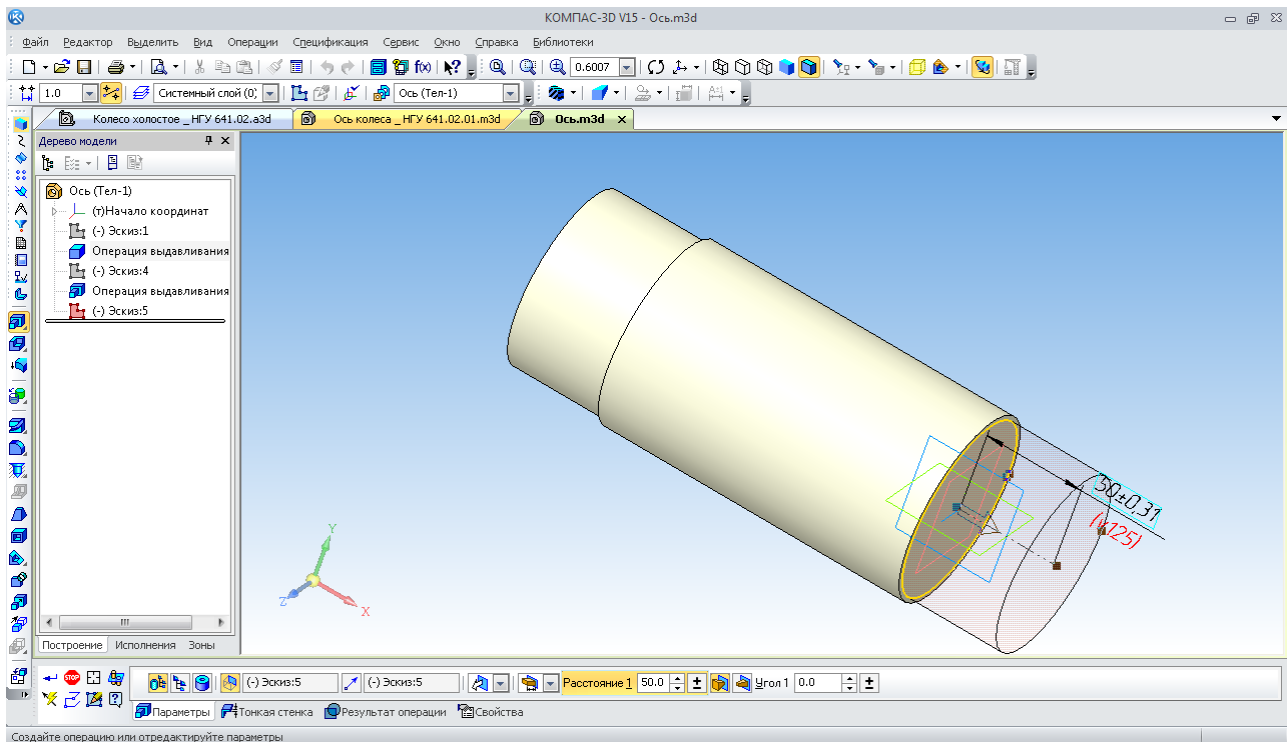 КОМПАС-3D V15 - Ось.m3d
Файл Редактор Выделить Вид Операции Спецификация Сервис Окно Справка Библиотеки
f(x) 0.6007
1.0 Системный слой (0) Ось (Тел-1)
Колесо холостое _ НГУ 641.02.a3d Ось колеса _ НГУ 641.02.01.m3d Ось.m3d
Дерево модели
Ось (Тел-1)
(т)Начало координат
(-) Эскиз:1
Операция выдавливания
(-) Эскиз:4
Операция выдавливания
(-) Эскиз:5
50±0,31
(v125)
Y
Z
X
Построение Исполнения Зоны
STOP (-) Эскиз:5 (-) Эскиз:5 Расстояние 1 50.0 Угол 1 0.0
Параметры Тонкая стенка Результат операции Свойства
Создайте операцию или отредактируйте параметры